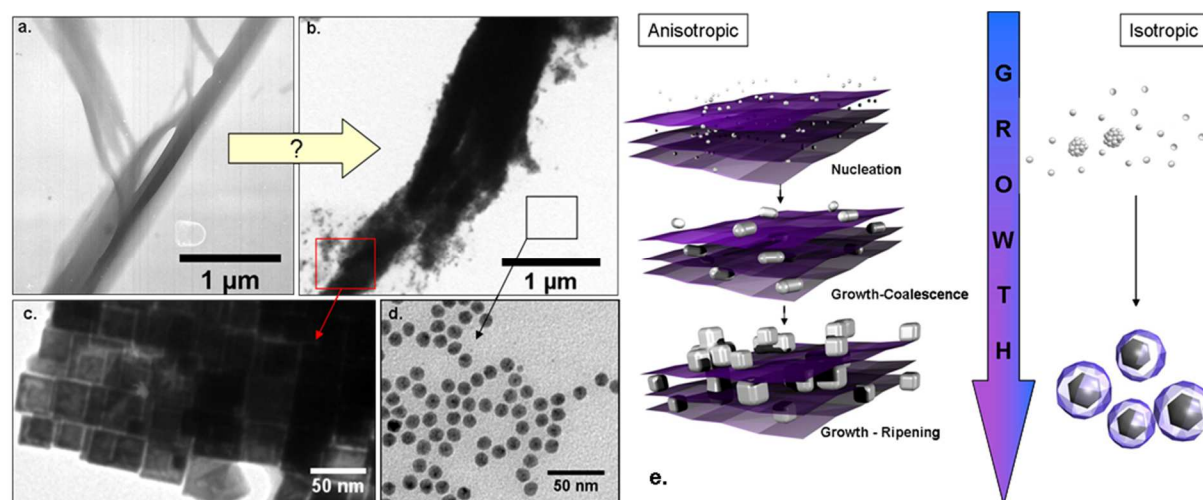 a.
b.
?
1 µm
1 µm
c.
d.
50 nm
50 nm
Anisotropic
Nucleation
Growth-Coalescence
Growth - Ripening
e.
G
R
O
W
T
H
Isotropic